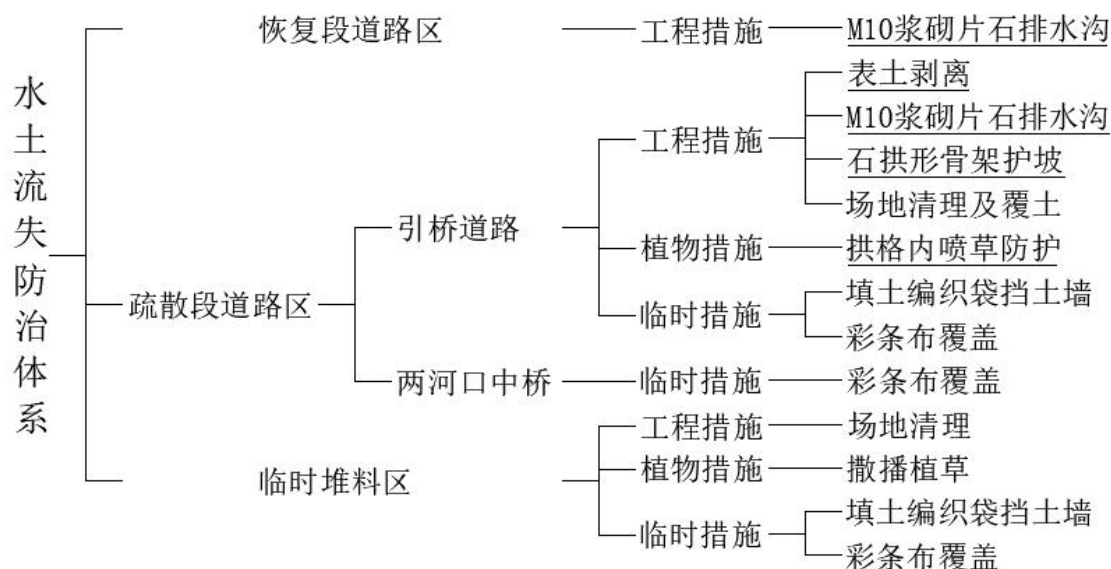 水土流失防治体系
恢复段道路区
工程措施
M10浆砌片石排水沟
疏散段道路区
引桥道路
工程措施
表土剥离
M10浆砌片石排水沟
石拱形骨架护坡
场地清理及覆土
植物措施
拱格内喷草防护
临时措施
填土编织袋挡土墙
彩条布覆盖
两河口中桥
临时措施
彩条布覆盖
临时堆料区
工程措施
场地清理
植物措施
撒播植草
临时措施
填土编织袋挡土墙
彩条布覆盖